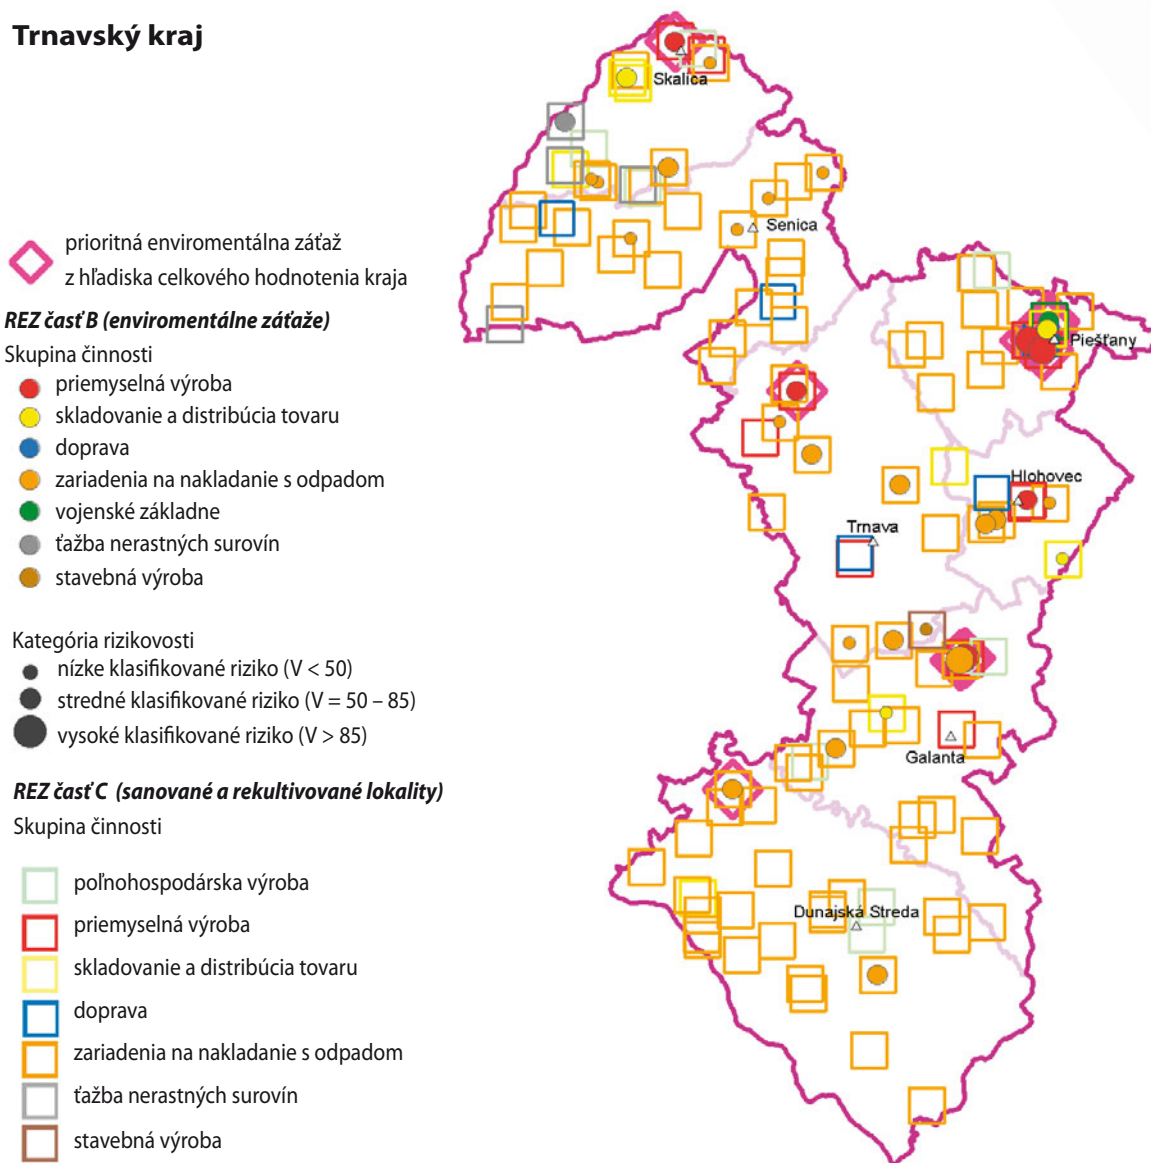 Trnavský kraj
prioritná enviromentálna záťaž
z hľadiska celkového hodnotenia kraja
REZ časť B (enviromentálne záťaže)
Skupina činnosti
priemyselná výroba
skladovanie a distribúcia tovaru
doprava
zariadenia na nakladanie s odpadom
vojenské základne
ťažba nerastných surovín
stavebná výroba
Kategória rizikovosti
nízke klasifikované riziko (V < 50)
stredné klasifikované riziko (V = 50 – 85)
vysoké klasifikované riziko (V > 85)
REZ časť C (sanované a rekultivované lokality)
Skupina činnosti
poľnohospodárska výroba
priemyselná výroba
skladovanie a distribúcia tovaru
doprava
zariadenia na nakladanie s odpadom
ťažba nerastných surovín
stavebná výroba
Skalica
Senica
Piešťany
Hlohovec
Trnava
Galanta
Dunajská Streda